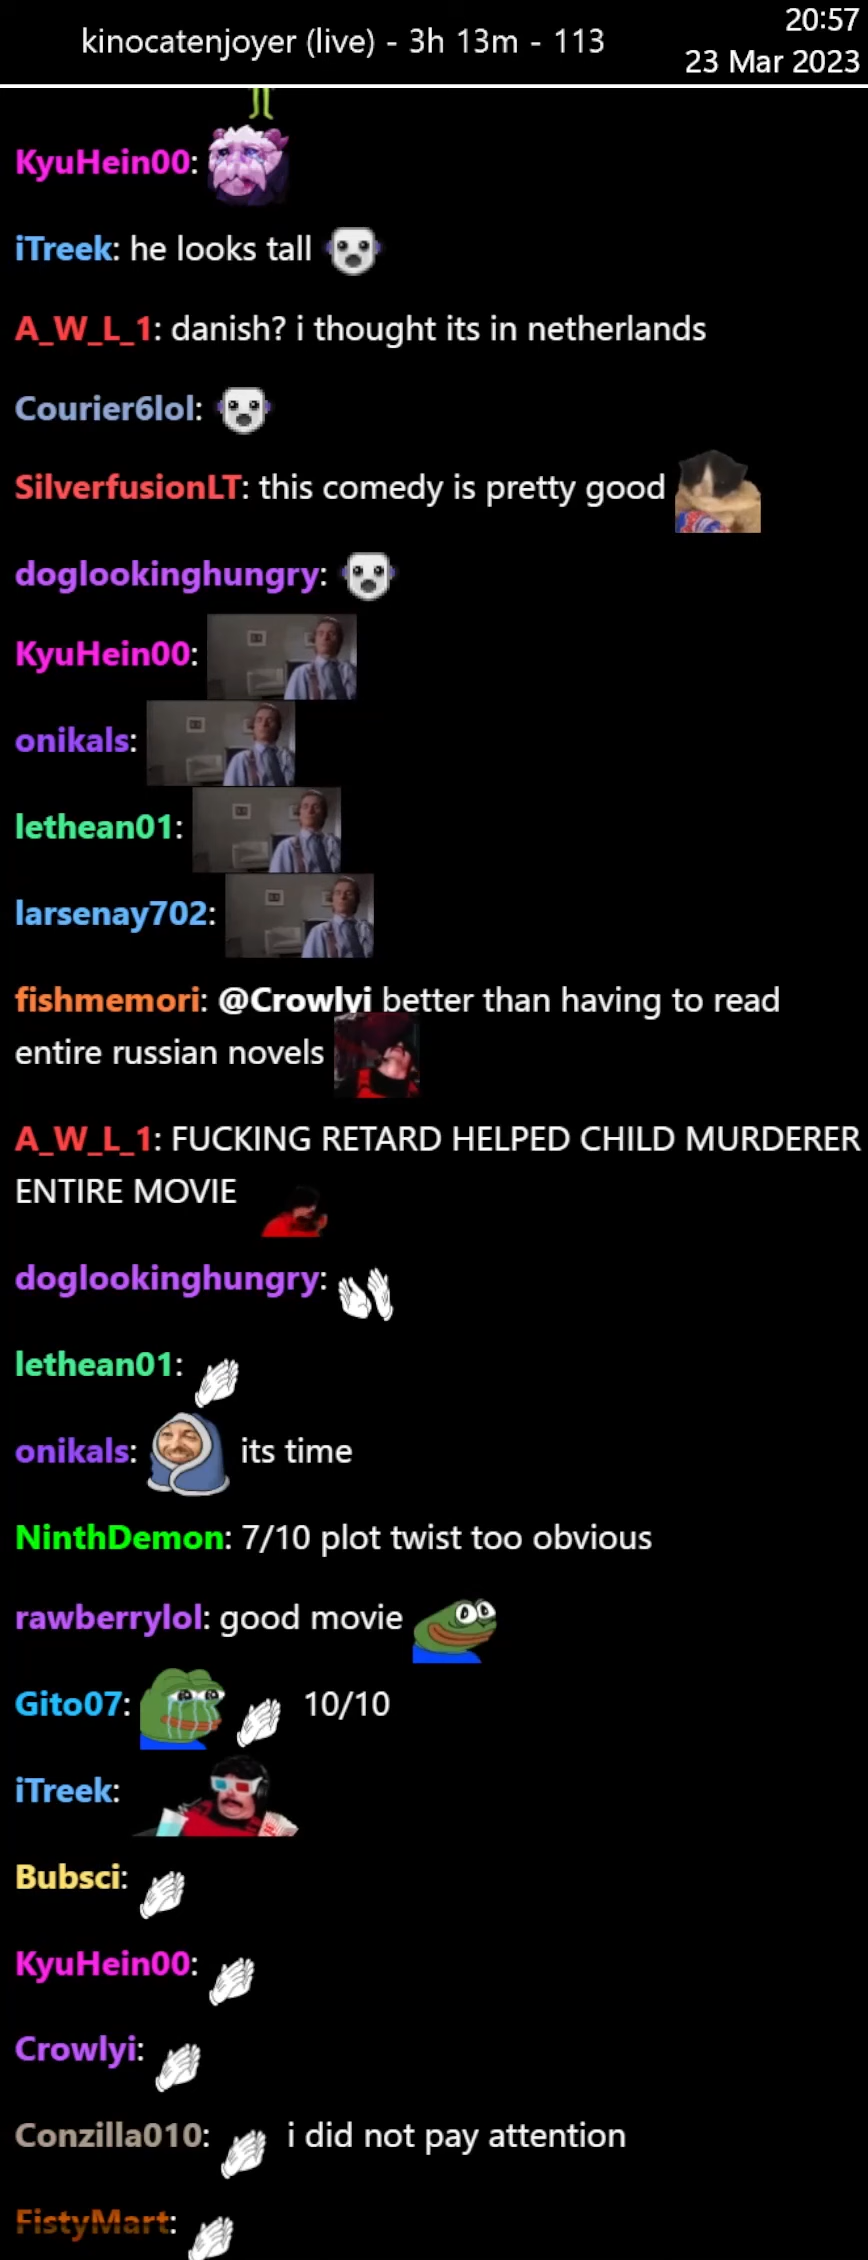 kinocatenjoyer (live) - 3h 13m - 113
20:57
23 Mar 2023
KyuHein00:
iTreek: he looks tall
A_W_L_1: danish? i thought its in netherlands
Courier6lol:
SilverfusionLT: this comedy is pretty good
doglookinghungry:
KyuHein00:
onikals:
lethean01:
larsenay702:
fishmemori: @Crowlyi better than having to read
entire russian novels
A_W_L_1: FUCKING RETARD HELPED CHILD MURDERER
ENTIRE MOVIE
doglookinghungry:
lethean01:
onikals: its time
NinthDemon: 7/10 plot twist too obvious
rawberrylol: good movie
Gito07: 10/10
iTreek:
Bubsci:
KyuHein00:
Crowlyi:
Conzilla010: i did not pay attention
FistyMart: